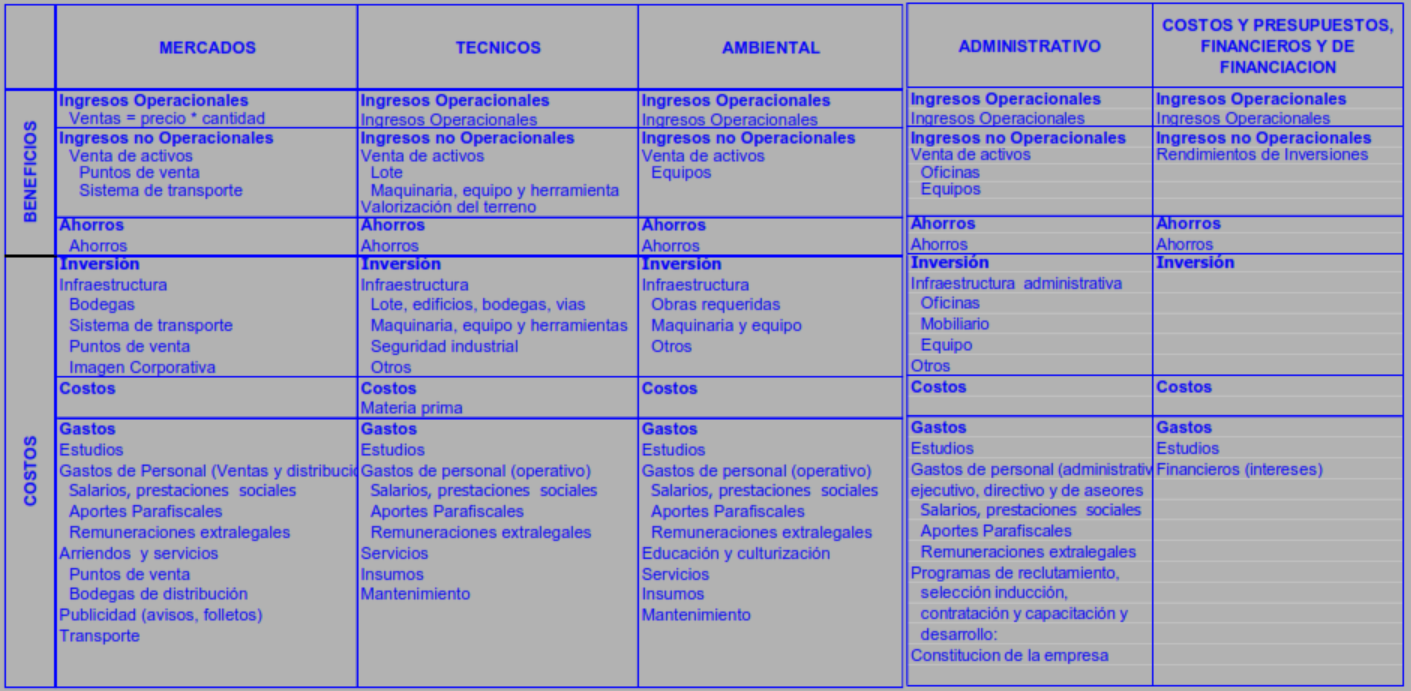 MERCADOS
TECNICOS
AMBIENTAL
ADMINISTRATIVO
COSTOS Y PRESUPUESTOS,
FINANCIEROS Y DE
FINANCIACION
BENEFICIOS
Ingresos Operacionales
Ventas = precio * cantidad
Ingresos no Operacionales
Venta de activos
Puntos de venta
Sistema de transporte
Ahorros
Ahorros
Ingresos Operacionales
Ingresos Operacionales
Ingresos no Operacionales
Venta de activos
Lote
Maquinaria, equipo y herramienta
Valorización del terreno
Ahorros
Ahorros
Ingresos Operacionales
Ingresos Operacionales
Ingresos no Operacionales
Venta de activos
Equipos
Ahorros
Ahorros
Ingresos Operacionales
Ingresos Operacionales
Ingresos no Operacionales
Venta de activos
Oficinas
Equipos
Ahorros
Ahorros
Ingresos Operacionales
Ingresos Operacionales
Ingresos no Operacionales
Rendimientos de Inversiones
Ahorros
Ahorros
COSTOS
Inversión
Infraestructura
Bodegas
Sistema de transporte
Puntos de venta
Imagen Corporativa
Costos
Gastos
Estudios
Gastos de Personal (Ventas y distribució
Salarios, prestaciones sociales
Aportes Parafiscales
Remuneraciones extralegales
Arriendos y servicios
Puntos de venta
Bodegas de distribución
Publicidad (avisos, folletos)
Transporte
Inversión
Infraestructura
Lote, edificios, bodegas, vias
Maquinaria, equipo y herramientas
Seguridad industrial
Otros
Costos
Materia prima
Gastos
Estudios
Gastos de personal (operativo)
Salarios, prestaciones sociales
Aportes Parafiscales
Remuneraciones extralegales
Servicios
Insumos
Mantenimiento
Inversión
Infraestructura
Obras requeridas
Maquinaria y equipo
Otros
Costos
Gastos
Estudios
Gastos de personal (operativo)
Salarios, prestaciones sociales
Aportes Parafiscales
Remuneraciones extralegales
Educación y culturización
Servicios
Insumos
Mantenimiento
Inversión
Infraestructura administrativa
Oficinas
Mobiliario
Equipo
Otros
Costos
Gastos
Estudios
Gastos de personal (administrativ
ejecutivo, directivo y de aseores
Salarios, prestaciones sociales
Aportes Parafiscales
Remuneraciones extralegales
Programas de reclutamiento,
selección inducción,
contratación y capacitación y
desarrollo:
Constitucion de la empresa
Inversión
Costos
Gastos
Estudios
Financieros (intereses)